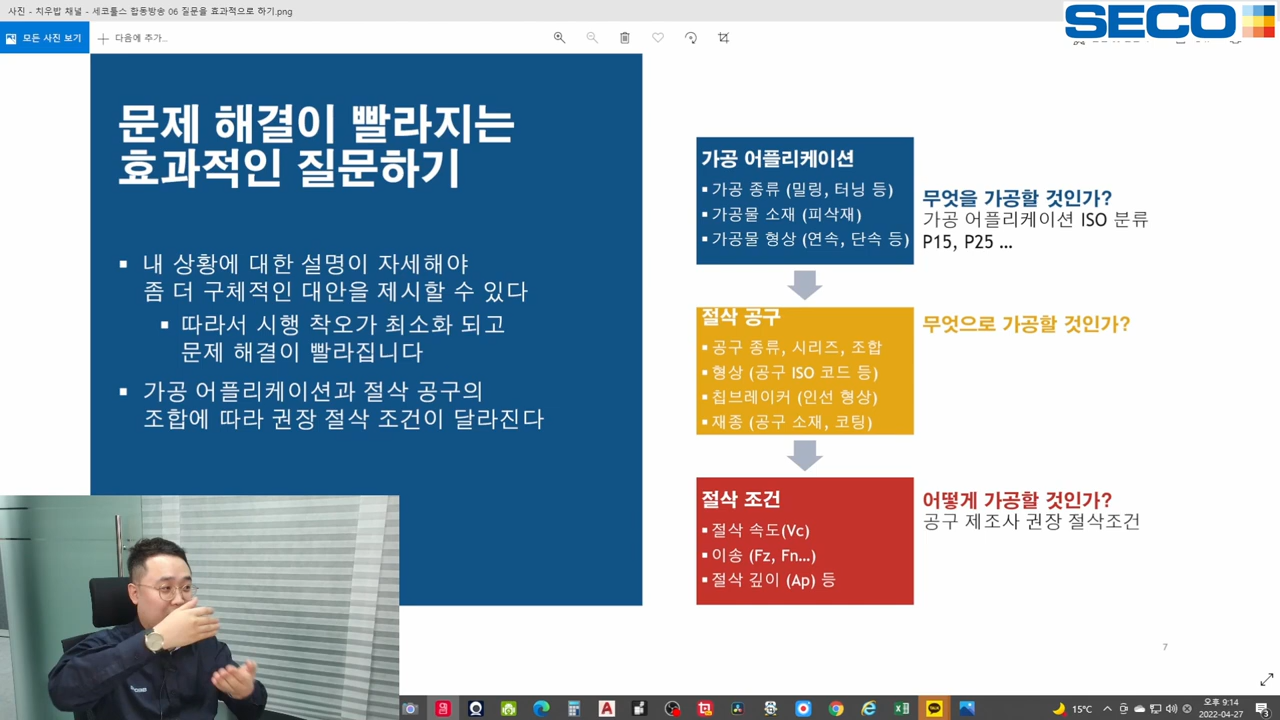 사진 - 치우밥 채널 - 세코툴스 합동방송 06 질문을 효과적으로 하기.png
SECO
모든 사진 보기
다음에 추가...
문제 해결이 빨라지는
효과적인 질문하기
▪ 내 상황에 대한 설명이 자세해야
좀 더 구체적인 대안을 제시할 수 있다
▪ 따라서 시행 착오가 최소화 되고
문제 해결이 빨라집니다
▪ 가공 어플리케이션과 절삭 공구의
조합에 따라 권장 절삭 조건이 달라진다
가공 어플리케이션
▪ 가공 종류 (밀링, 터닝 등)
▪ 가공물 소재 (피삭재)
▪ 가공물 형상 (연속, 단속 등)
무엇을 가공할 것인가?
가공 어플리케이션 ISO 분류
P15, P25 ...
절삭 공구
▪ 공구 종류, 시리즈, 조합
▪ 형상 (공구 ISO 코드 등)
▪ 칩브레이커 (인선 형상)
▪ 재종 (공구 소재, 코팅)
무엇으로 가공할 것인가?
절삭 조건
▪ 절삭 속도(Vc)
▪ 이송 (Fz, Fn...)
▪ 절삭 깊이 (Ap) 등
어떻게 가공할 것인가?
공구 제조사 권장 절삭조건
7
15℃
오후 9:14
2022-04-27